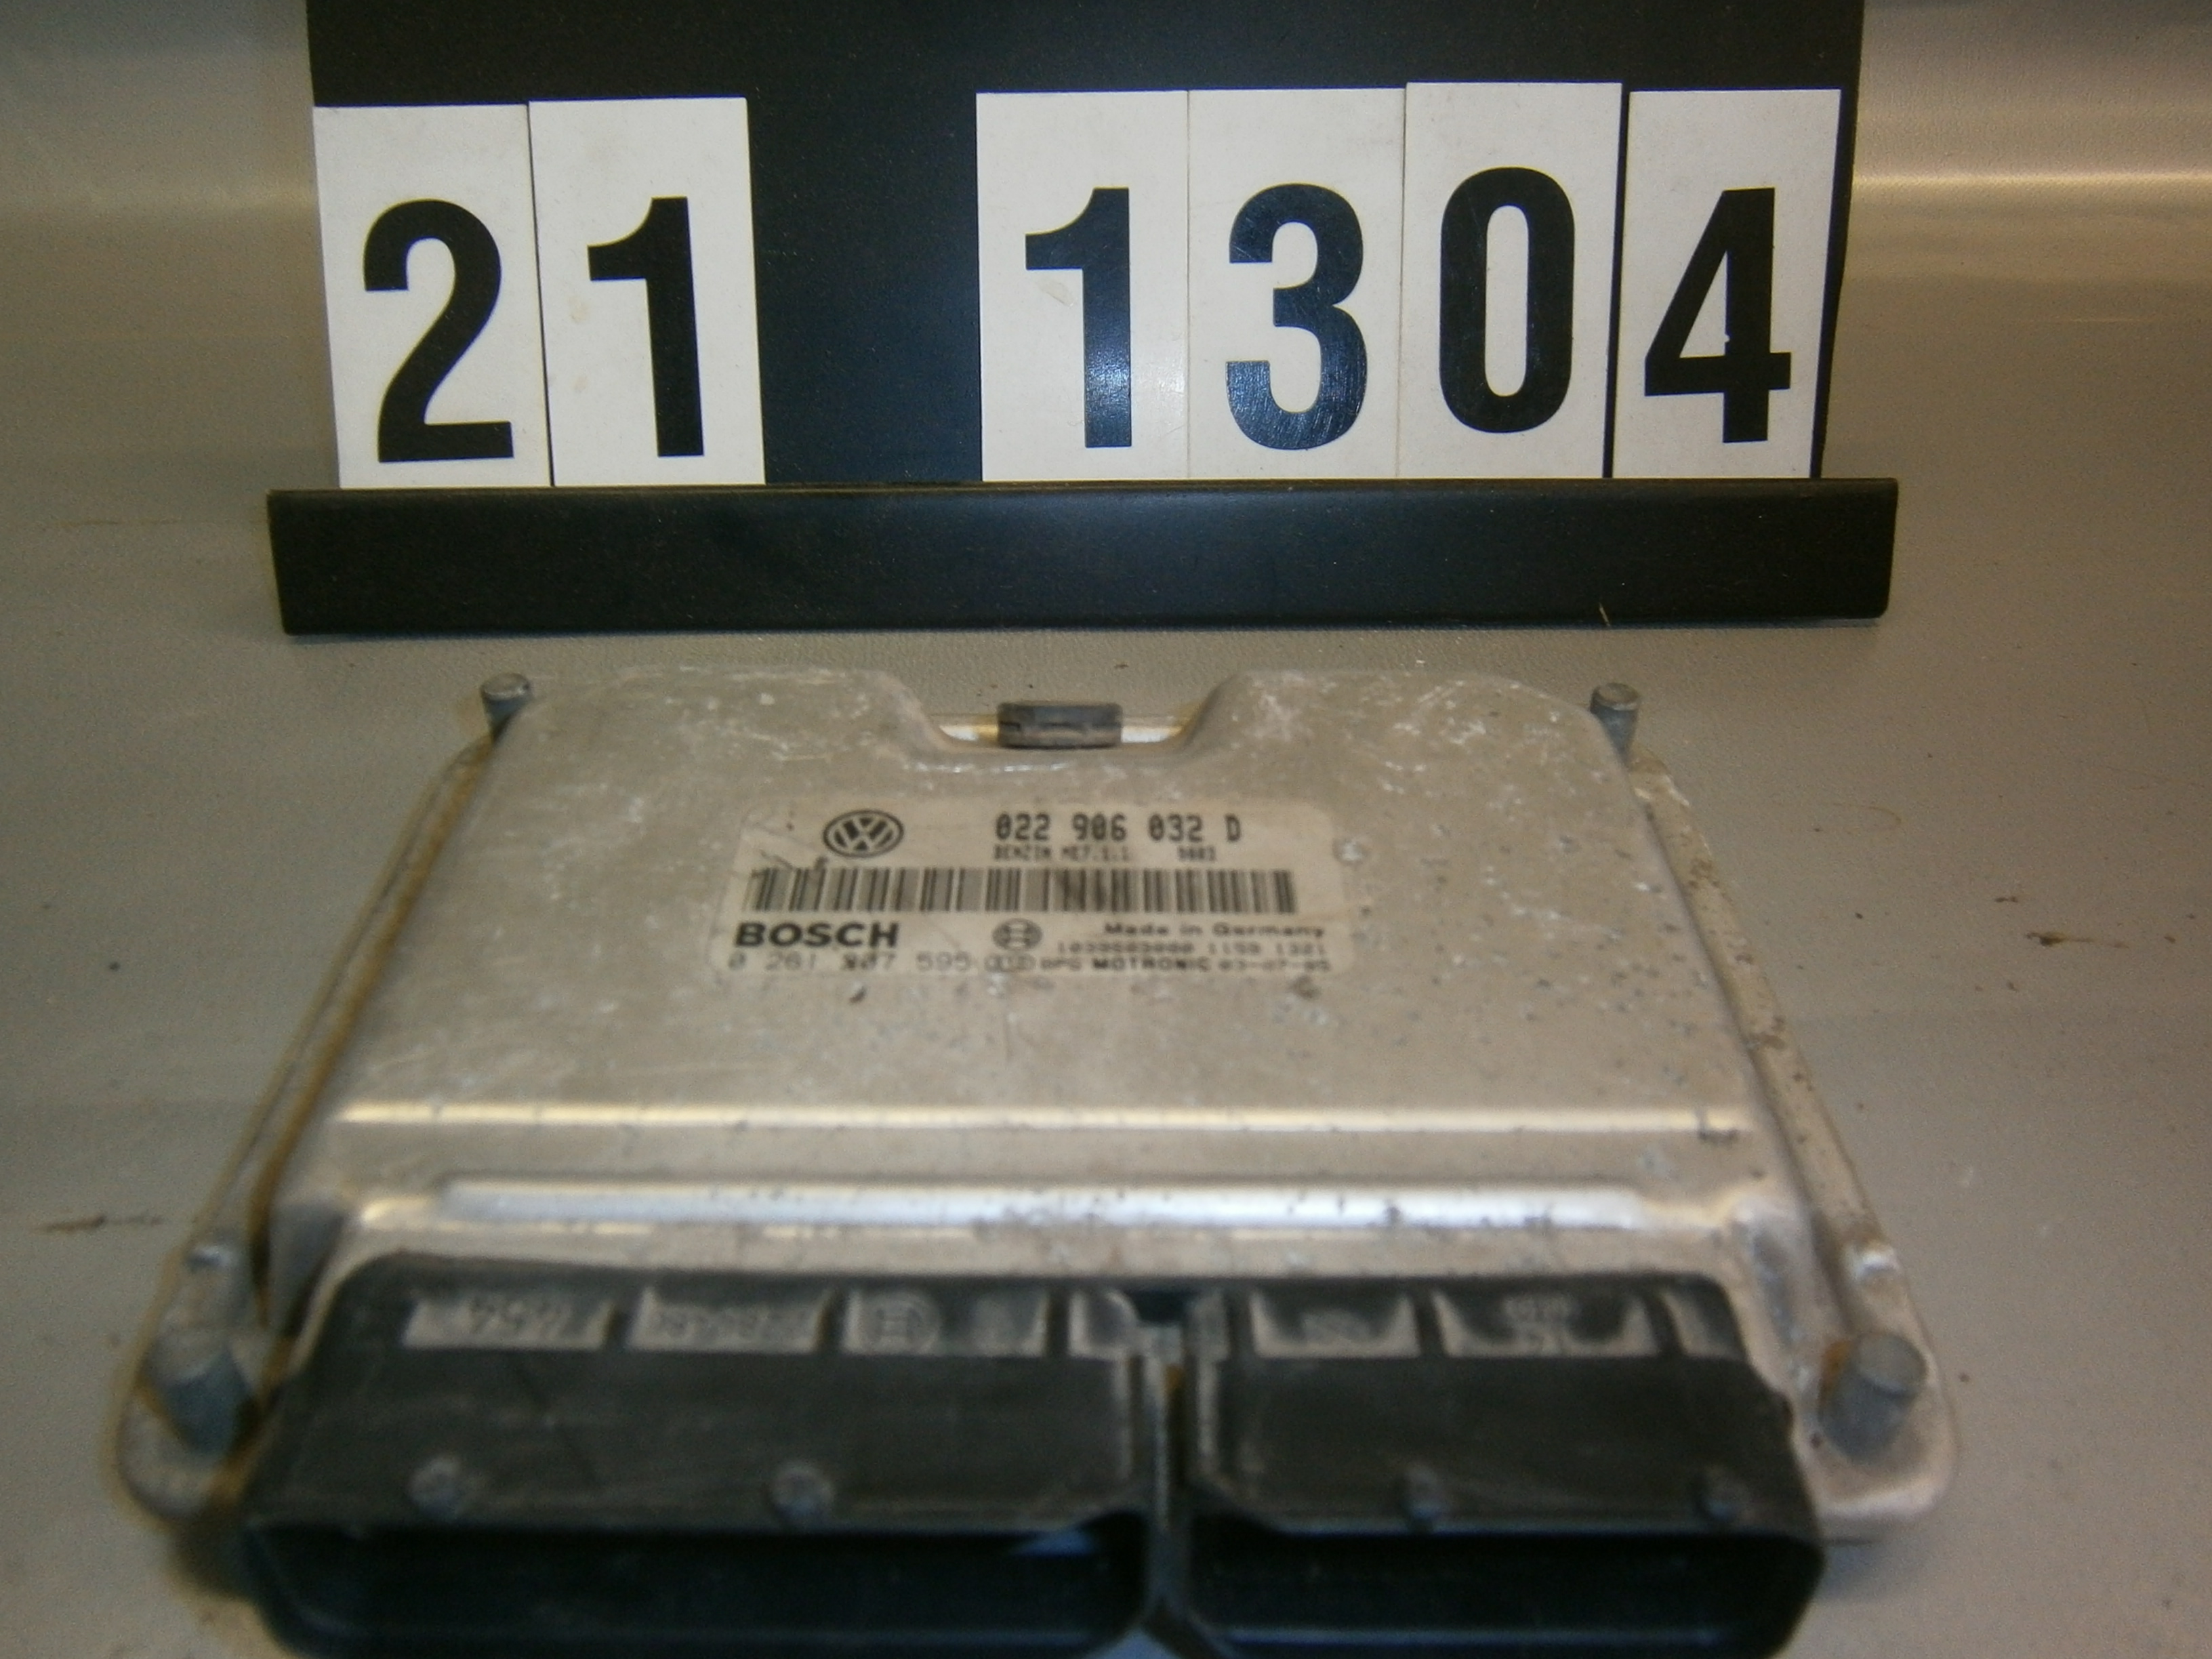 21 1304
022 906 032 D
BENZIN ME7.1.1
BOSCH
Made in Germany
0 261 207 595 MOTRONIC